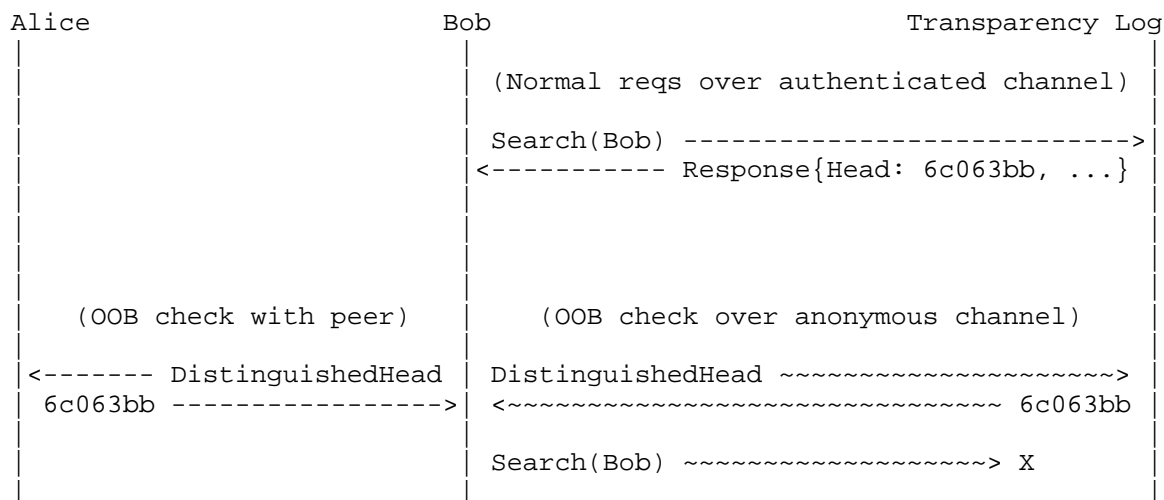 Alice Bob Transparency Log
(Normal reqs over authenticated channel)
Search(Bob) ---------------------------->
<----------- Response{Head: 6c063bb, ...}
(OOB check with peer) (OOB check over anonymous channel)
<------- DistinguishedHead DistinguishedHead ~~~~~~~~~~~~~~~~~~~~~>
6c063bb -----------------> <~~~~~~~~~~~~~~~~~~~~~~~~~~~~~~~ 6c063bb
Search(Bob) ~~~~~~~~~~~~~~~~~~~> X